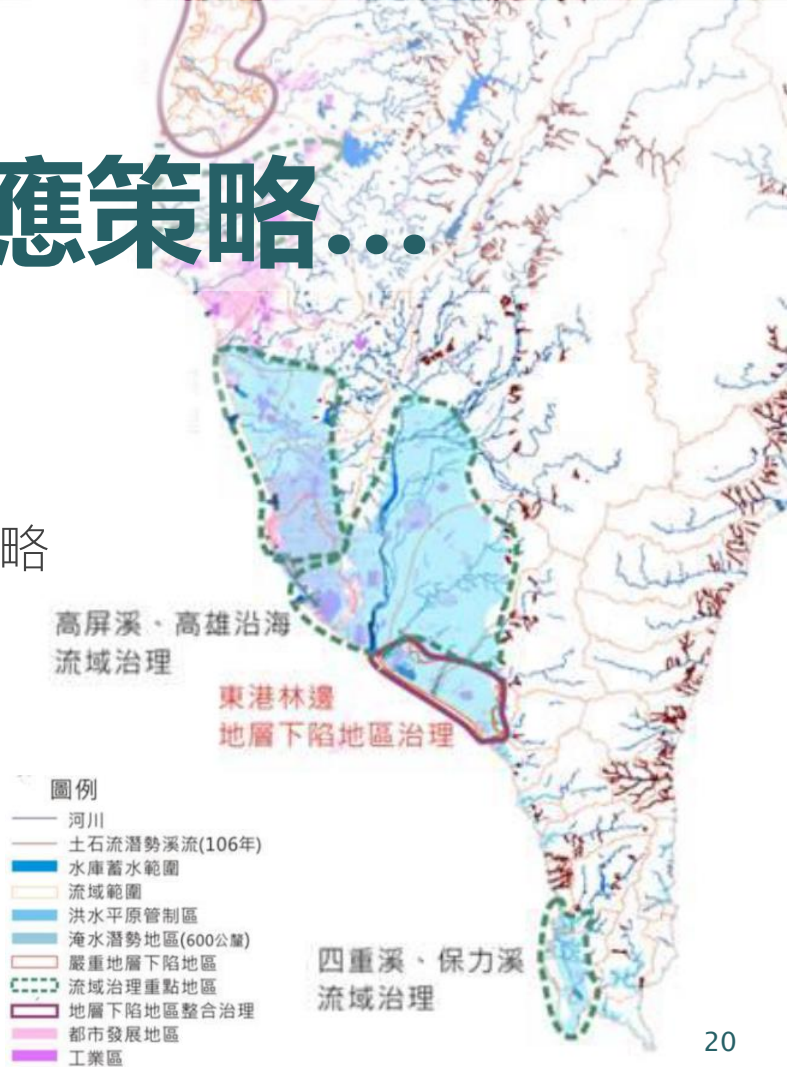 應策略...
略
高屏溪、高雄沿海
流域治理
東港林邊
地層下陷地區治理
圖例
河川
土石流潛勢溪流(106年)
水庫蓄水範圍
流域範圍
洪水平原管制區
淹水潛勢地區(600公釐)
嚴重地層下陷地區
流域治理重點地區
地層下陷地區整合治理
都市發展地區
工業區
四重溪、保力溪
流域治理
20